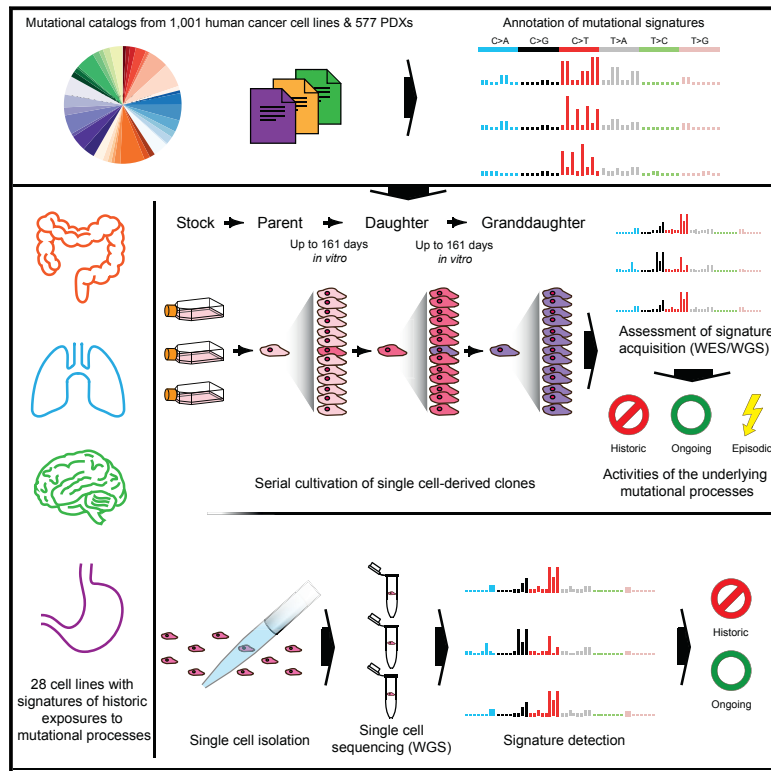 Mutational catalogs from 1,001 human cancer cell lines & 577 PDXs
Annotation of mutational signatures
C>A C>G C>T T>A T>C T>G
Stock Parent Daughter Granddaughter
Up to 161 days
in vitro
Up to 161 days
in vitro
Assessment of signature
acquisition (WES/WGS)
Historic Ongoing Episodic
Activities of the underlying
mutational processes
Serial cultivation of single cell-derived clones
28 cell lines with
signatures of historic
exposures to
mutational processes
Single cell isolation
Single cell
sequencing (WGS)
Signature detection
Historic
Ongoing